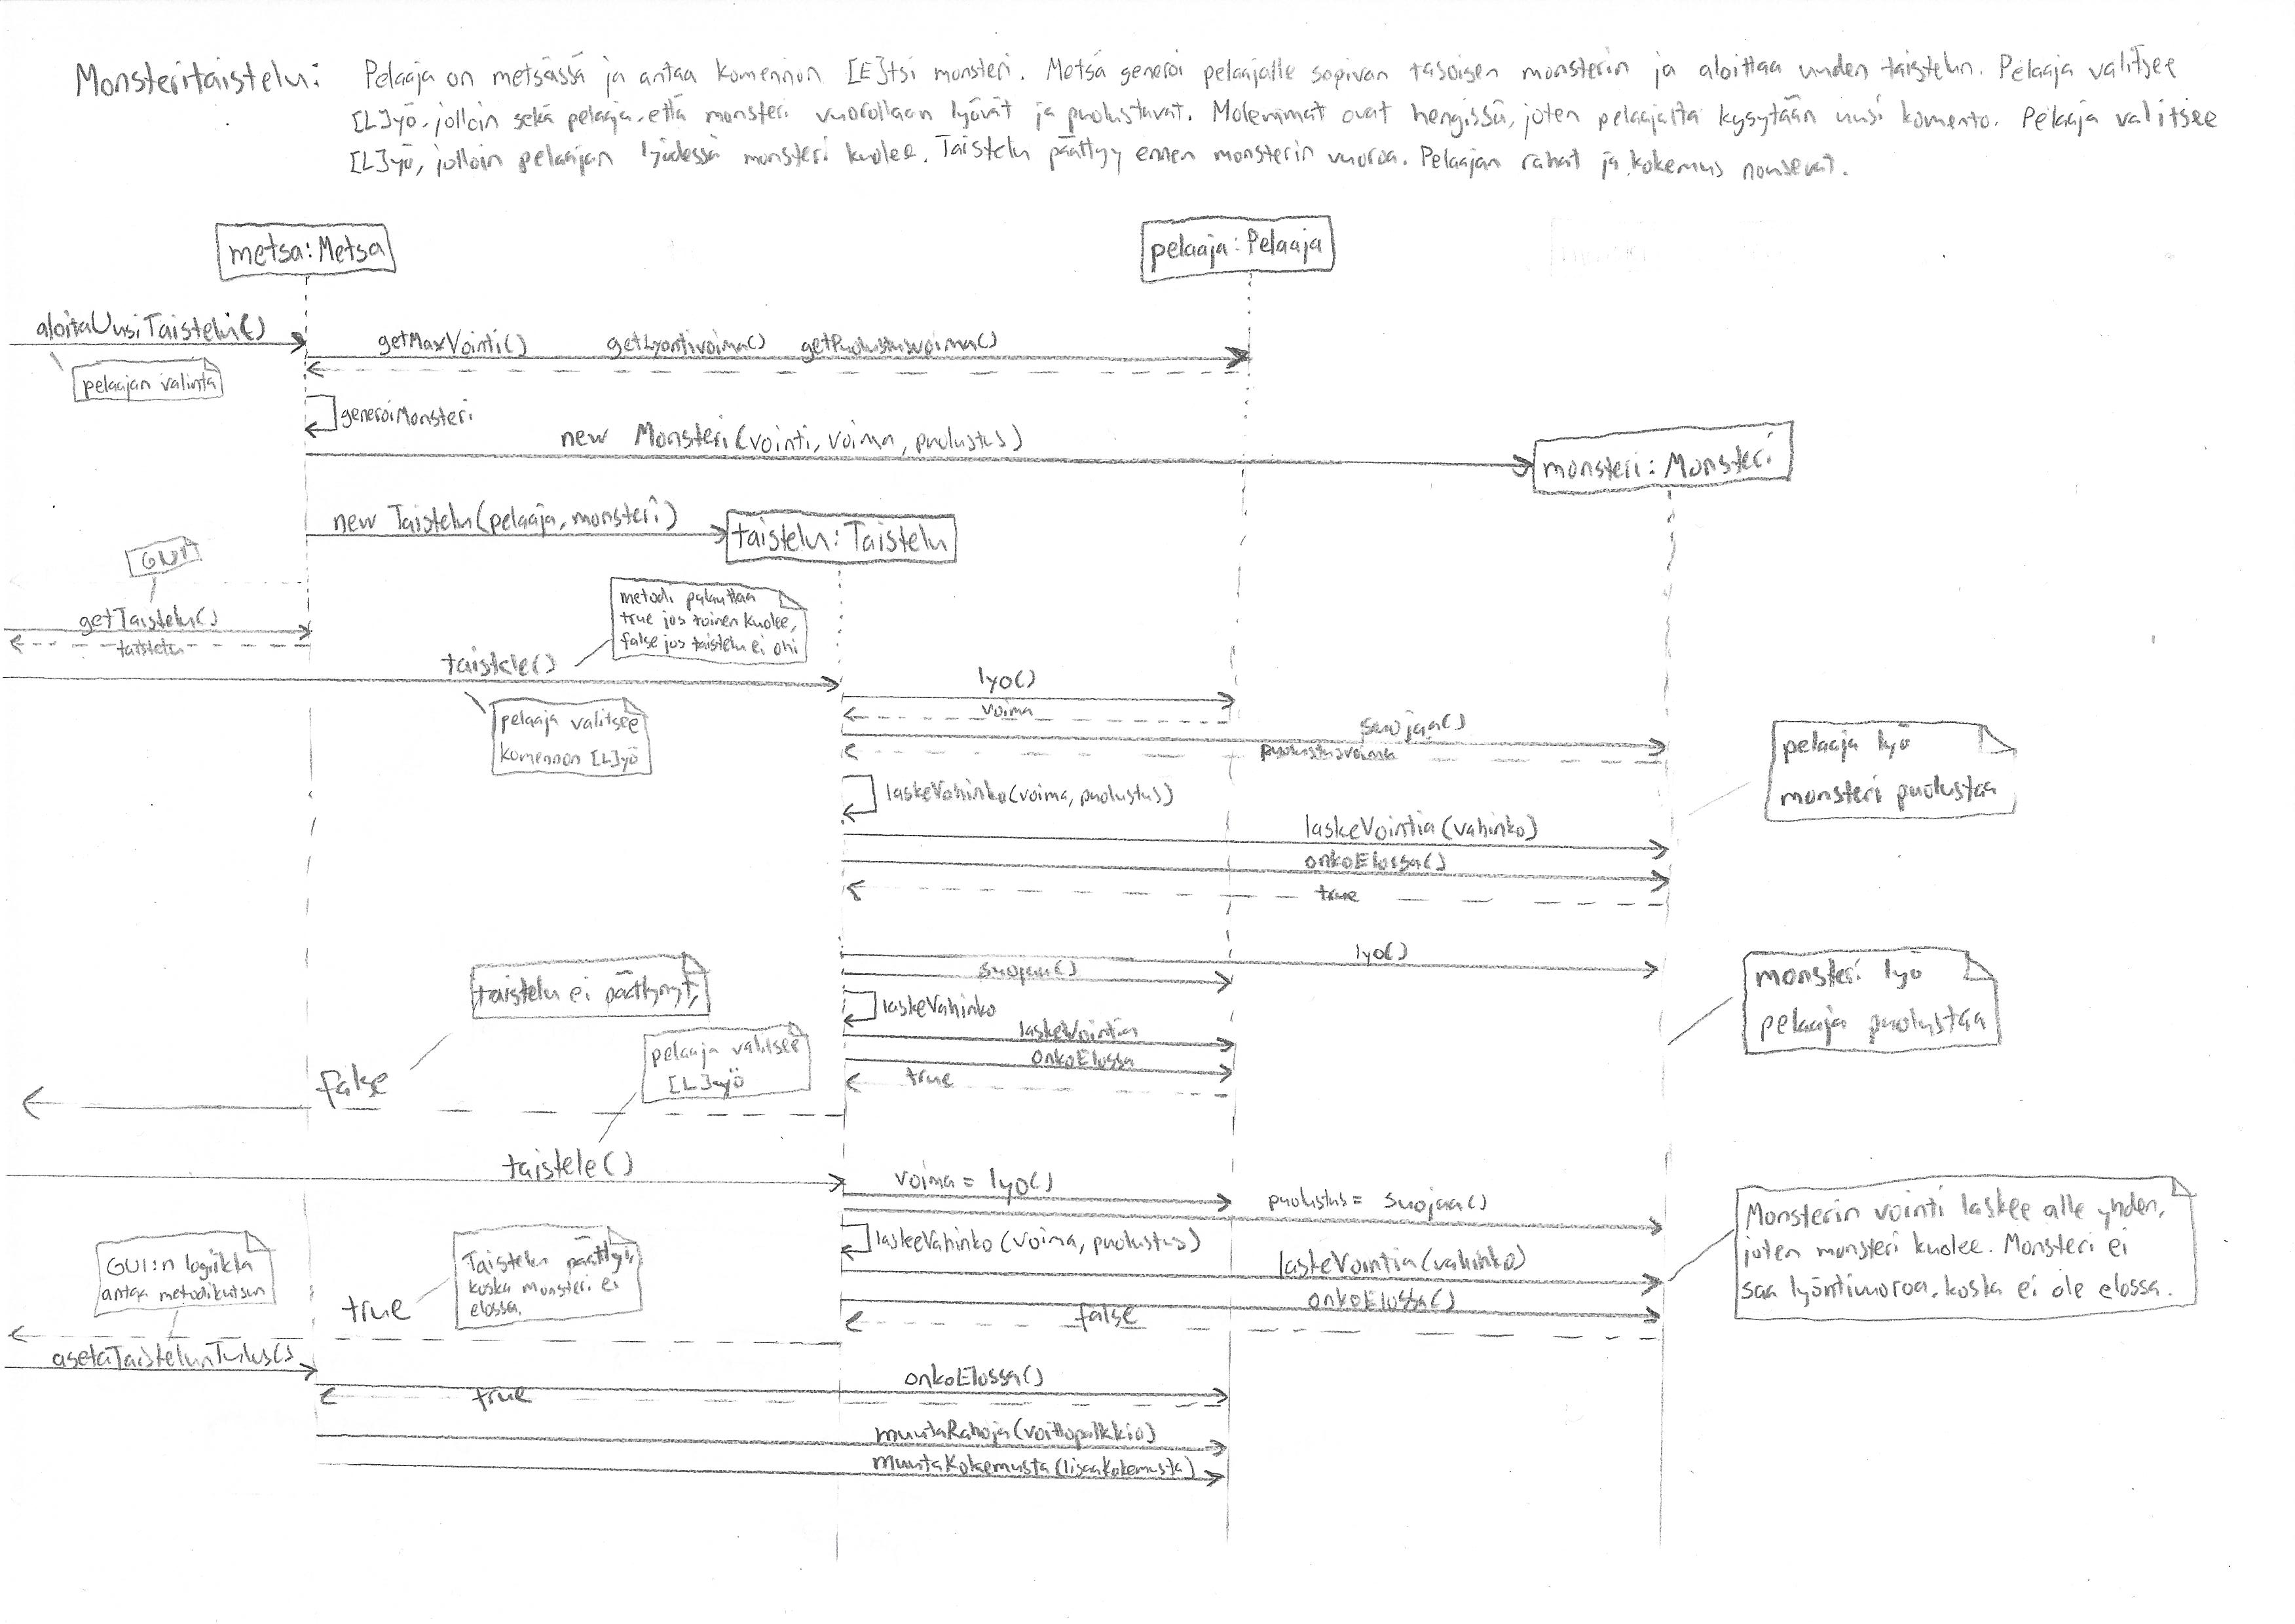 Monsteritaistelu: Pelaaja on metsässä ja antaa komennon [E]tsi monsteri. Metsä generoi pelaajalle sopivan tasoisen monsterin ja aloittaa uuden taistelun. Pelaaja valitsee
[L]yö, jolloin sekä pelaaja, että monsteri vuorollaan lyövät ja puolustavat. Molemmat ovat hengissä, joten pelaajalta kysytään uusi komento. Pelaaja valitsee
[L]yö, jolloin pelaajan lyödessä monsteri kuolee. Taistelu päättyy ennen monsterin vuoroa. Pelaajan rahat ja kokemus nousevat.
metsa:Metsa
pelaaja:Pelaaja
aloitaUusiTaistelu()
getMaxVointi() getLyontivoima() getPuolustusvoima()
pelaajan valinta
generoiMonsteri
new Monsteri(vointi, voima, puolustus)
monsteri:Monsteri
new Taistelu(pelaaja, monsteri)
taistelu:Taistelu
GUI
metodi palauttaa
true jos toinen kuolee,
false jos taistelu ei ohi
getTaistelu()
taistelu
taistele()
lyo()
voima
pelaaja valitsee
komennon [L]yö
suojaa()
puolustusvoima
pelaaja lyö
monsteri puolustaa
laskeVahinko(voima, puolustus)
laskeVointia(vahinko)
onkoElossa()
true
lyo()
suojaa()
monsteri lyö
pelaaja puolustaa
taistelu ei päättynyt,
laskeVahinko
laskeVointia
onkoElossa
true
pelaaja valitsee
[L]yö
false
taistele()
voima = lyo()
puolustus = suojaa()
Monsterin vointi laskee alle yhden,
joten monsteri kuolee. Monsteri ei
saa lyöntivuoroa, koska ei ole elossa.
laskeVahinko(voima, puolustus)
laskeVointia(vahinko)
GUI:n logiikka
antaa metodikutsun
Taistelu päättyy,
koska monsteri ei
elossa.
true
onkoElossa()
false
asetaTaistelunTulos()
onkoElossa()
true
muutaRahoja(voittopalkkio)
muutaKokemusta(lisaaKokemusta)